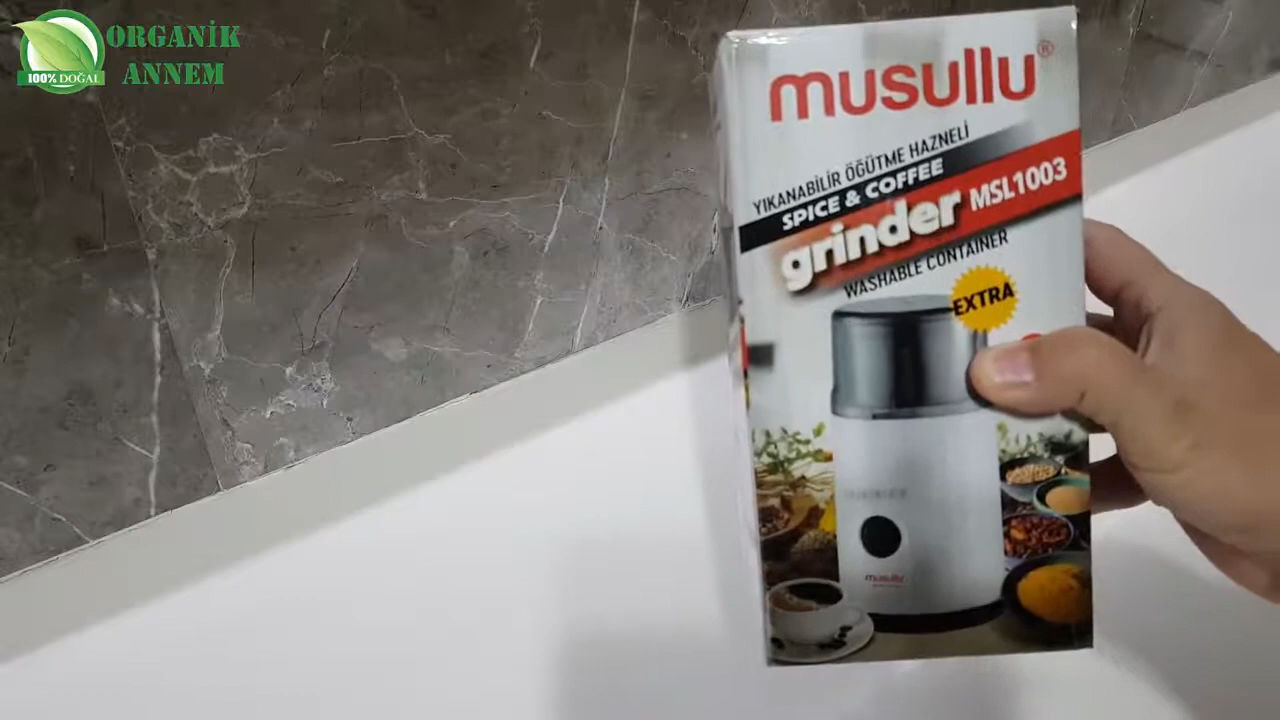 ORGANİK
ANNEM
100% DOĞAL
musullu®
YIKANABİLİR ÖĞÜTME HAZNELİ
SPICE & COFFEE
grinder MSL1003
WASHABLE CONTAINER
EXTRA
musullu